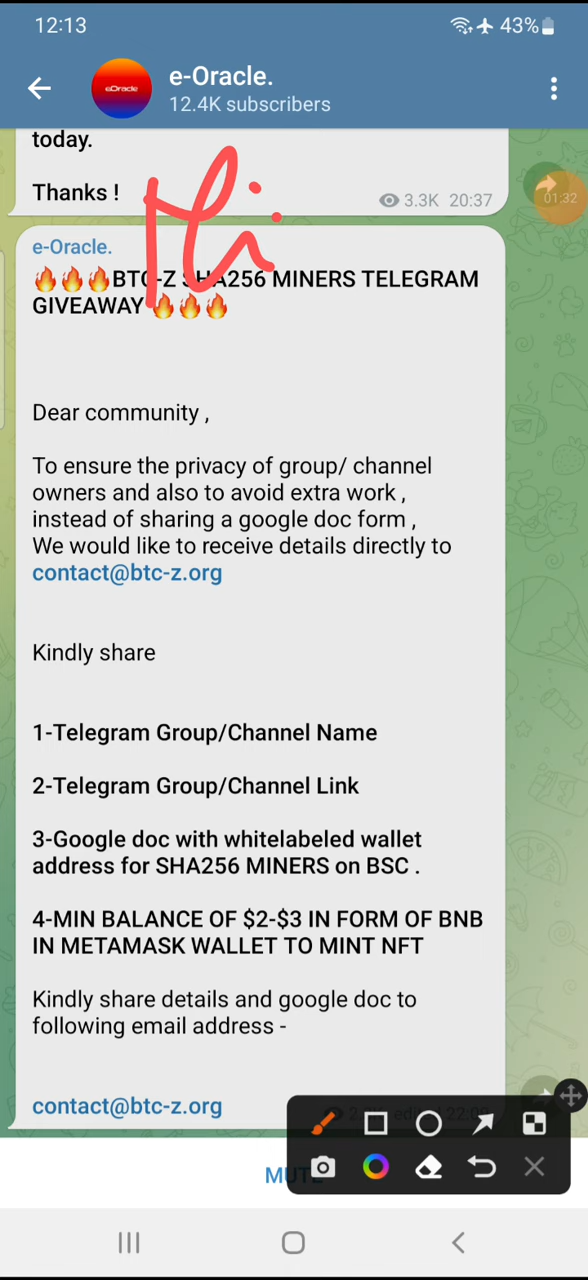 12:13
43%
e-Oracle.
eOracle
12.4K subscribers
today.
Thanks !
3.3K 20:37
01:32
Hi
e-Oracle.
🔥🔥🔥BTC-Z SHA256 MINERS TELEGRAM
GIVEAWAY 🔥🔥🔥
Dear community ,
To ensure the privacy of group/ channel
owners and also to avoid extra work ,
instead of sharing a google doc form ,
We would like to receive details directly to
contact@btc-z.org
Kindly share
1-Telegram Group/Channel Name
2-Telegram Group/Channel Link
3-Google doc with whitelabeled wallet
address for SHA256 MINERS on BSC .
4-MIN BALANCE OF $2-$3 IN FORM OF BNB
IN METAMASK WALLET TO MINT NFT
Kindly share details and google doc to
following email address -
contact@btc-z.org
MUTE